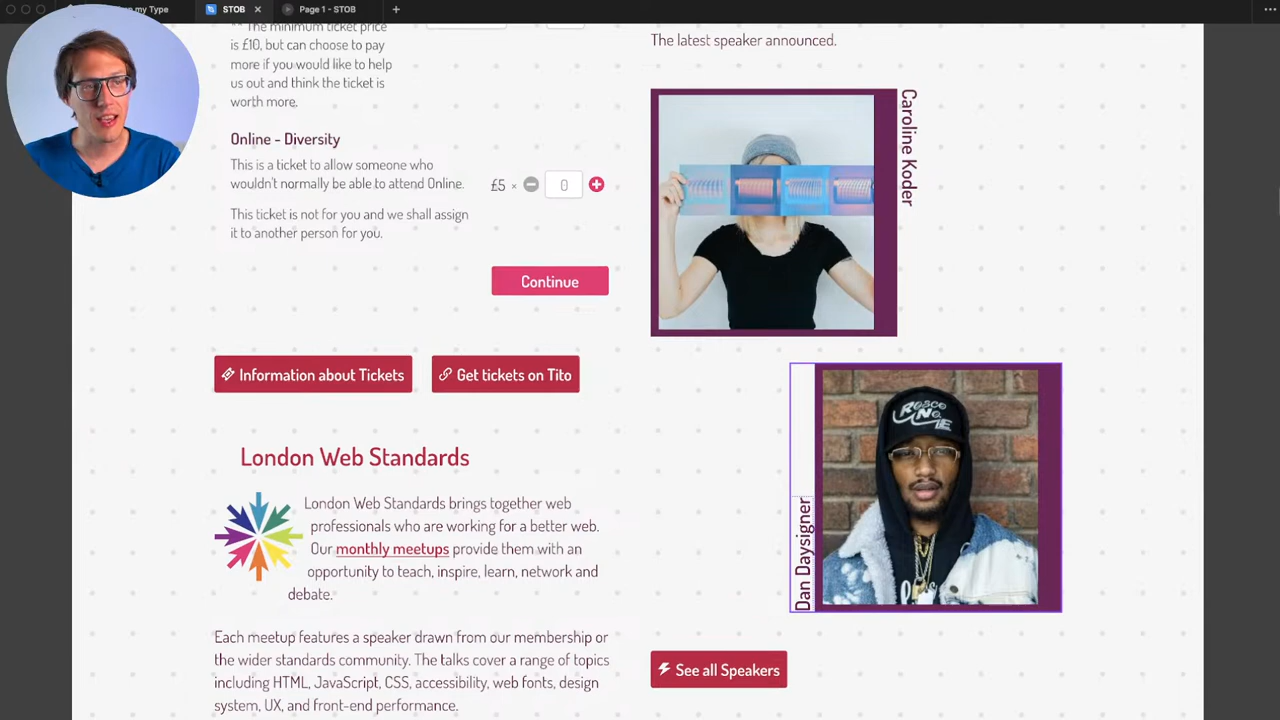 my Type
STOB
Page 1 - STOB
** The minimum ticket price
is £10, but can choose to pay
more if you would like to help
us out and think the ticket is
worth more.
Online - Diversity
This is a ticket to allow someone who
wouldn't normally be able to attend Online.
£5 × 0
This ticket is not for you and we shall assign
it to another person for you.
Continue
Information about Tickets
Get tickets on Tito
London Web Standards
London Web Standards brings together web
professionals who are working for a better web.
Our monthly meetups provide them with an
opportunity to teach, inspire, learn, network and
debate.
Each meetup features a speaker drawn from our membership or
the wider standards community. The talks cover a range of topics
including HTML, JavaScript, CSS, accessibility, web fonts, design
system, UX, and front-end performance.
The latest speaker announced.
Caroline Koder
Dan Daysigner
See all Speakers